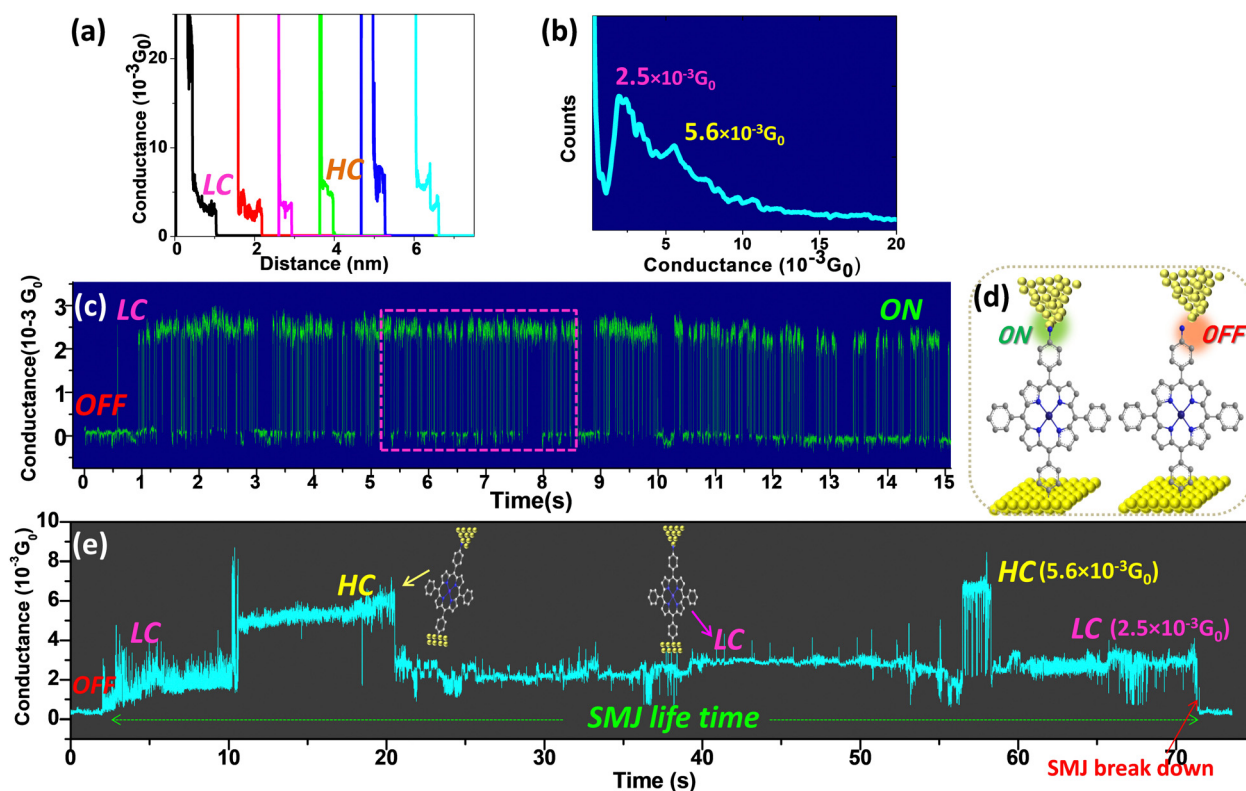 (a)
Conductance (10⁻³G₀)
20
10
0
LC
HC
0 2 4 6
Distance (nm)
(b)
2.5×10⁻³G₀
5.6×10⁻³G₀
Counts
5 10 15 20
Conductance (10⁻³G₀)
(c)
Conductance(10-3 G₀)
3
2
1
0
LC
ON
OFF
0 1 2 3 4 5 6 7 8 9 10 11 12 13 14 15
Time(s)
(d)
ON
OFF
(e)
Conductance (10⁻³G₀)
10
8
6
4
2
0
HC
HC (5.6×10⁻³G₀)
LC
LC
LC (2.5×10⁻³G₀)
OFF
SMJ life time
0 10 20 30 40 50 60 70
Time (s)
SMJ break down